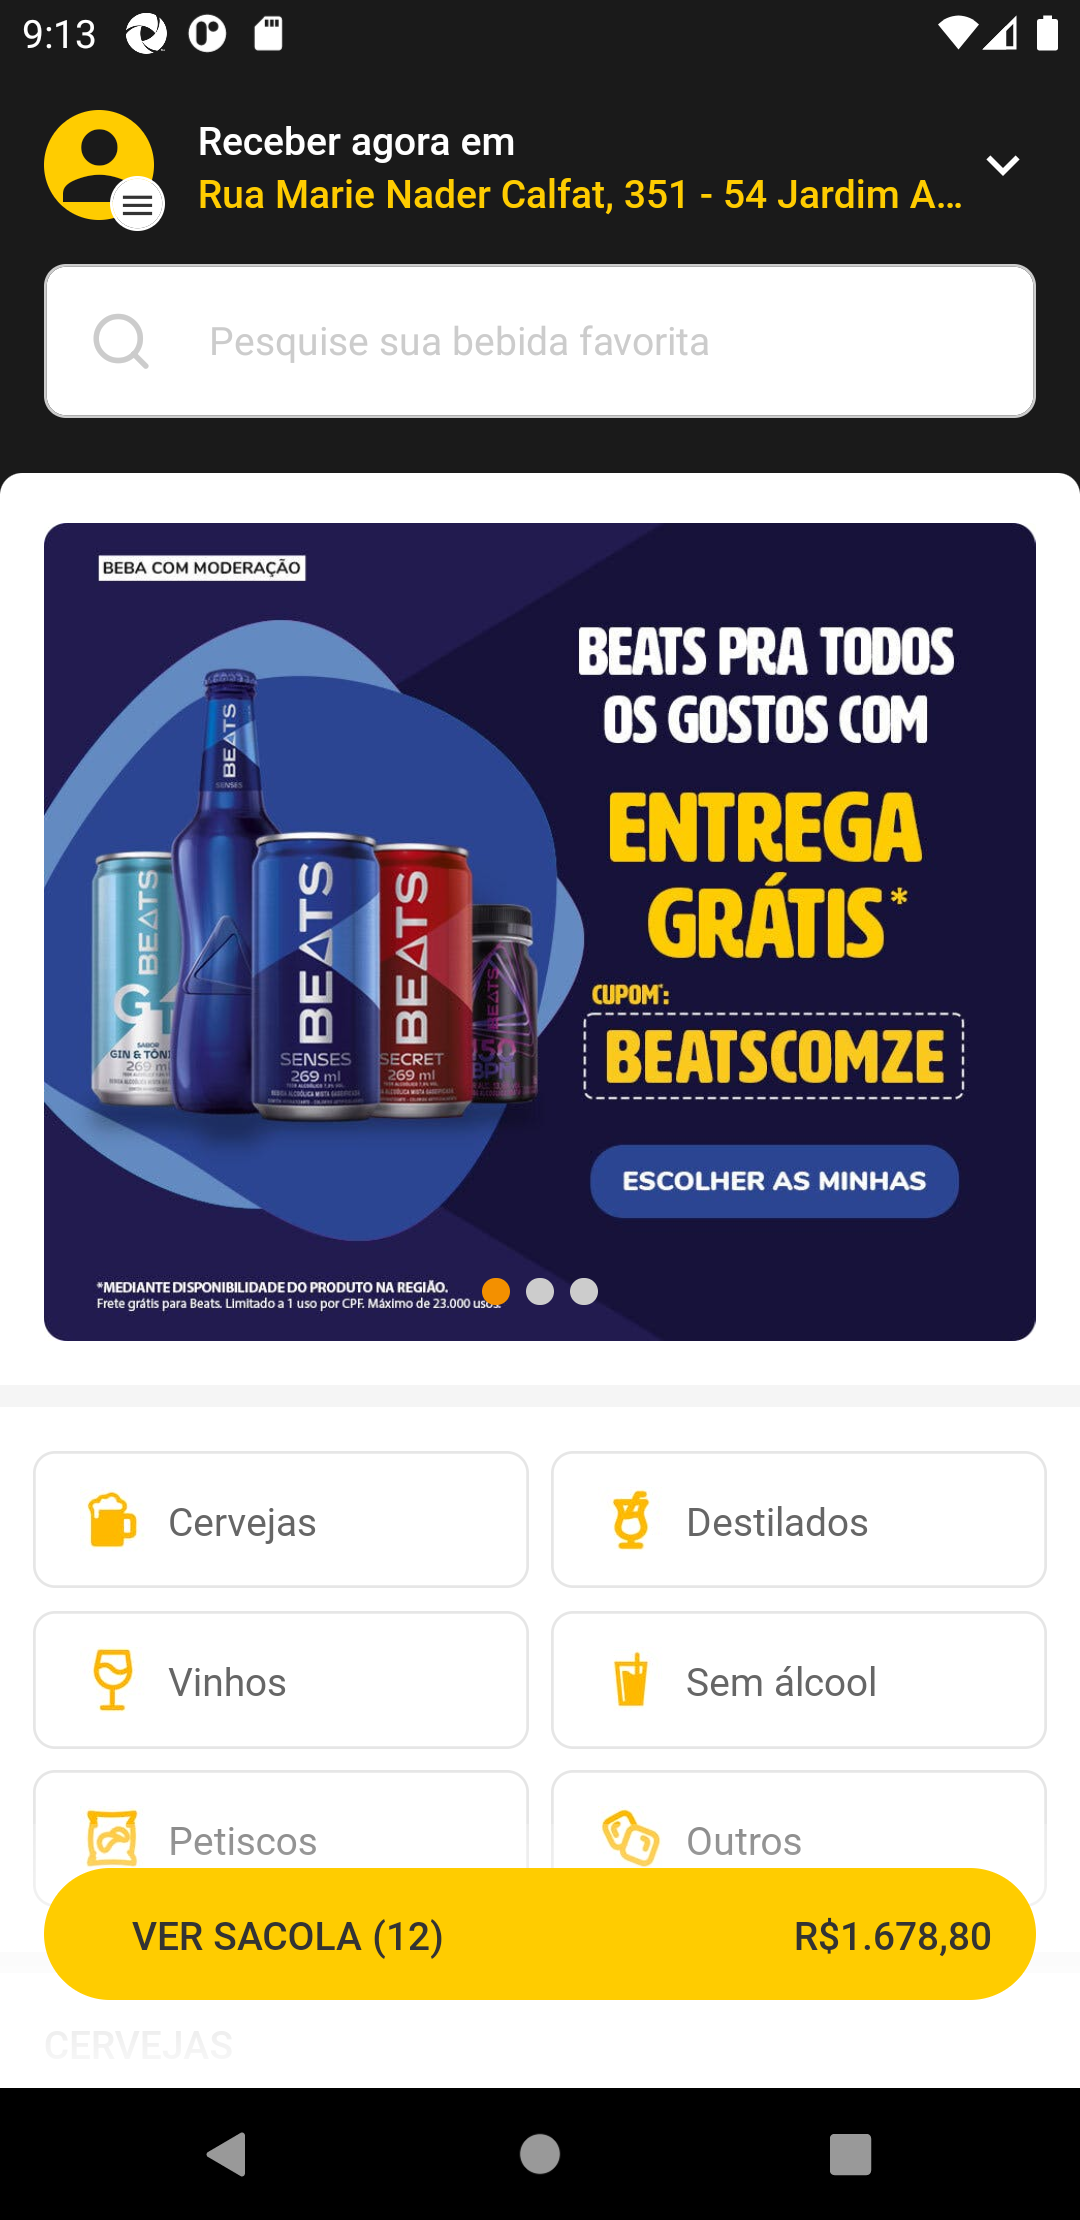 9:13
Receber agora em
Rua Marie Nader Calfat, 351 - 54 Jardim A...
Pesquise sua bebida favorita
BEBA COM MODERAÇÃO
BEATS PRA TODOS
OS GOSTOS COM
ENTREGA
GRÁTIS*
CUPOM*:
BEATSCOMZE
ESCOLHER AS MINHAS
BEATS
SENSES
BEATS
GT
SABOR
GIN & TÔNI
269 ml
BEATS
SENSES
269 ml
BEATS
SECRET
269 ml
BEATS
150
BPM
*MEDIANTE DISPONIBILIDADE DO PRODUTO NA REGIÃO.
Frete grátis para Beats. Limitado a 1 uso por CPF. Máximo de 23.000 usos.
Cervejas
Destilados
Vinhos
Sem álcool
Petiscos
Outros
VER SACOLA (12)
R$1.678,80
CERVEJAS